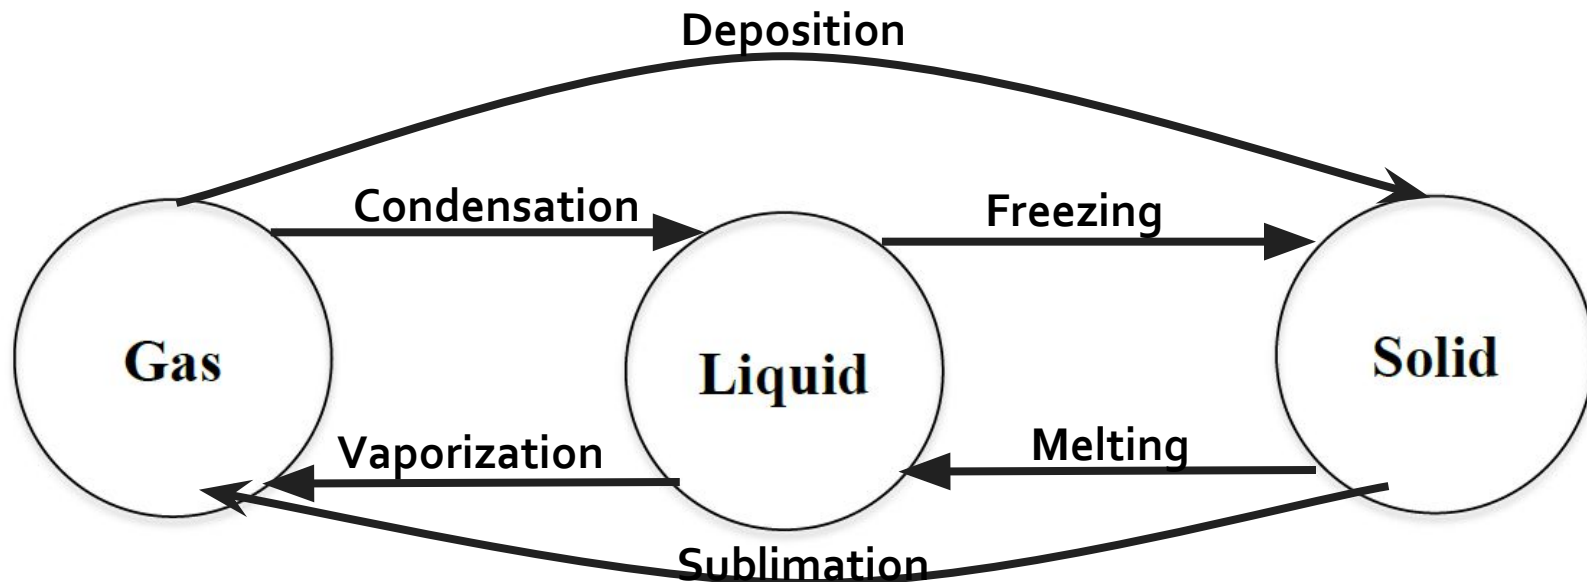 Deposition
Condensation
Freezing
Gas
Liquid
Solid
Vaporization
Melting
Sublimation